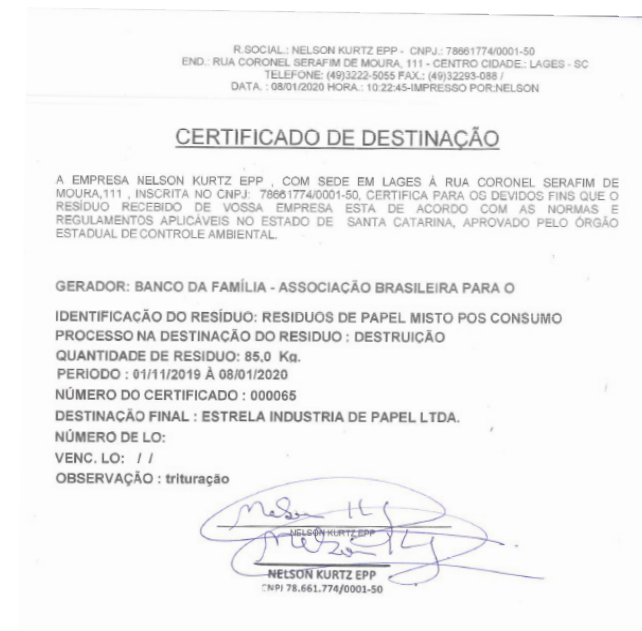 R.SOCIAL.: NELSON KURTZ EPP - CNPJ.: 78661774/0001-50
END.: RUA CORONEL SERAFIM DE MOURA, 111 - CENTRO CIDADE.: LAGES - SC
TELEFONE: (49)3222-5055 FAX.: (49)32293-088 /
DATA. : 08/01/2020 HORA.: 10:22:45-IMPRESSO POR:NELSON
CERTIFICADO DE DESTINAÇÃO
A EMPRESA NELSON KURTZ EPP , COM SEDE EM LAGES À RUA CORONEL SERAFIM DE
MOURA,111 , INSCRITA NO CNPJ: 78661774/0001-50, CERTIFICA PARA OS DEVIDOS FINS QUE O
RESÍDUO RECEBIDO DE VOSSA EMPRESA ESTA DE ACORDO COM AS NORMAS E
REGULAMENTOS APLICÁVEIS NO ESTADO DE SANTA CATARINA, APROVADO PELO ÓRGÃO
ESTADUAL DE CONTROLE AMBIENTAL.
GERADOR: BANCO DA FAMÍLIA - ASSOCIAÇÃO BRASILEIRA PARA O
IDENTIFICAÇÃO DO RESÍDUO: RESIDUOS DE PAPEL MISTO POS CONSUMO
PROCESSO NA DESTINAÇÃO DO RESIDUO : DESTRUIÇÃO
QUANTIDADE DE RESIDUO: 85,0 Kg.
PERIODO : 01/11/2019 À 08/01/2020
NÚMERO DO CERTIFICADO : 000065
DESTINAÇÃO FINAL : ESTRELA INDUSTRIA DE PAPEL LTDA.
NÚMERO DE LO:
VENC. LO: / /
OBSERVAÇÃO : trituração
Nelson
NELSON KURTZ EPP
Nelson
NELSON KURTZ EPP
CNPJ 78.661.774/0001-50